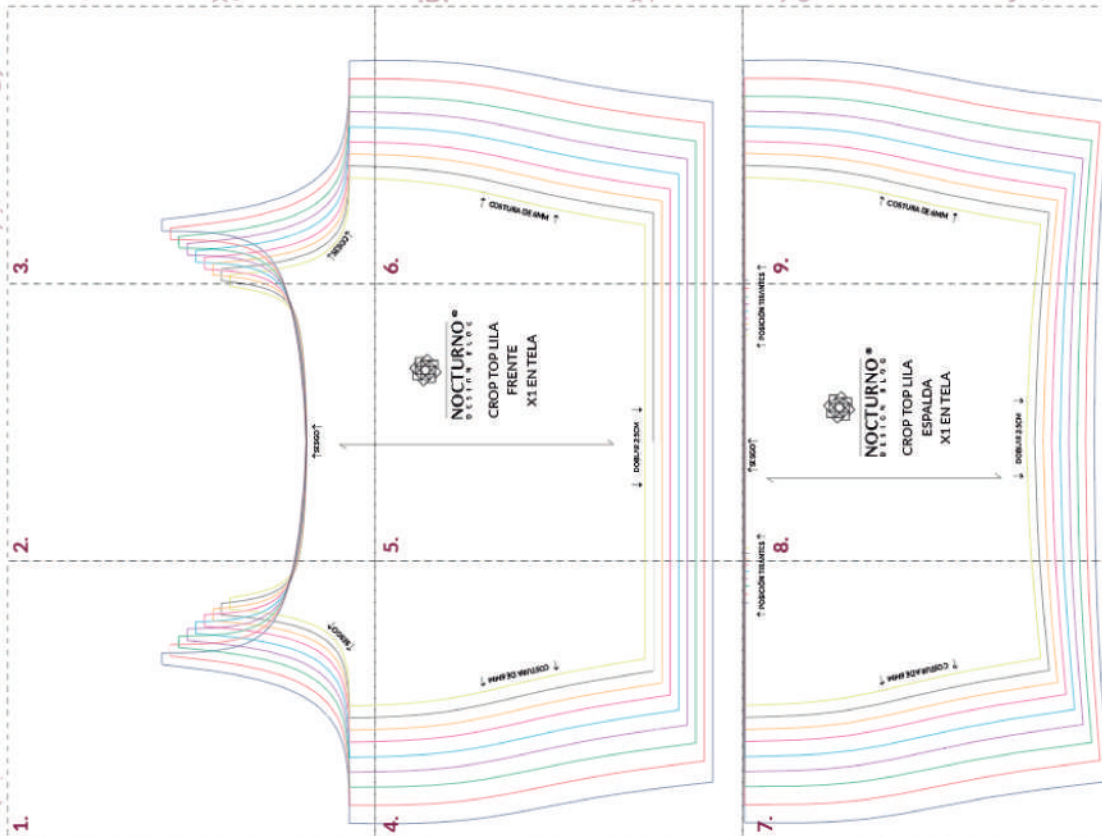 3.
6.
9.
↑SESGO↑
↑ COSTURA DE 6MM ↑
↑ COSTURA DE 6MM ↑
↑ POSICIÓN TIRANTES ↑
NOCTURNO®
DESIGN BLOG
CROP TOP LILA
FRENTE
X1 EN TELA
↑SESGO↑
↓ DOBLAR 2.5CM ↓
NOCTURNO®
DESIGN BLOG
CROP TOP LILA
ESPALDA
X1 EN TELA
↑SESGO↑
↓ DOBLAR 2.5CM ↓
2.
5.
8.
↑ POSICIÓN TIRANTES ↑
↑SESGO↑
↑ COSTURA DE 6MM ↑
↑ COSTURA DE 6MM ↑
1.
4.
7.